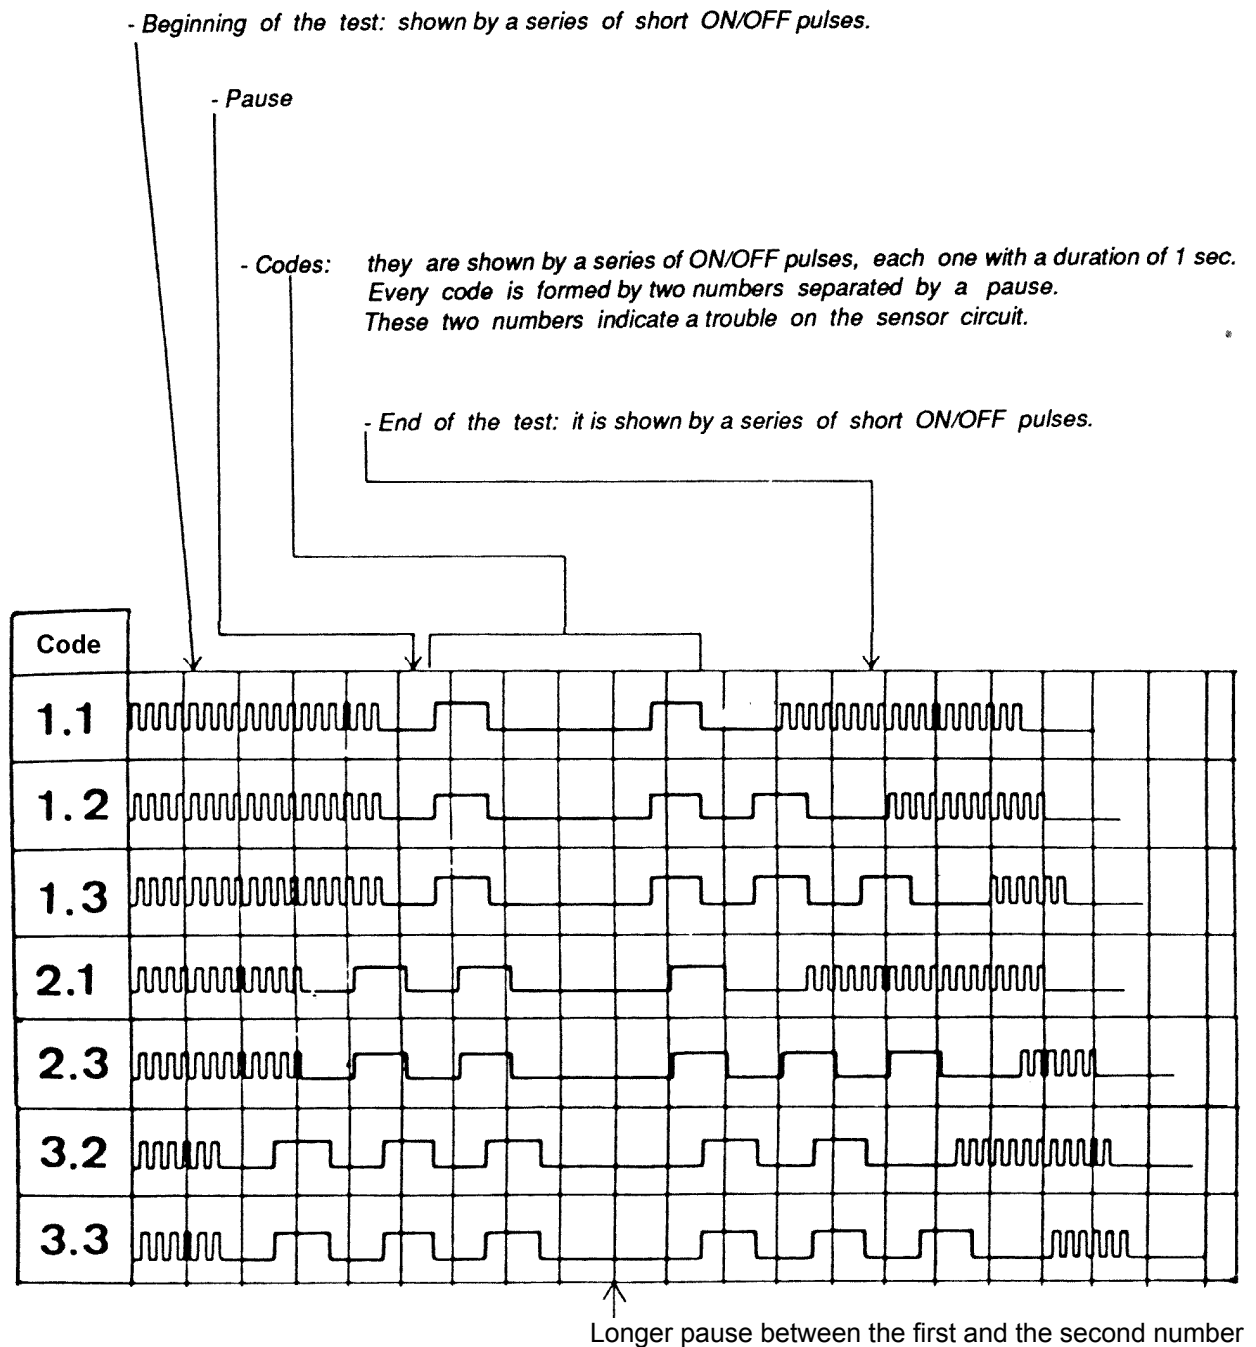 - Beginning of the test: shown by a series of short ON/OFF pulses.
- Pause
- Codes: they are shown by a series of ON/OFF pulses, each one with a duration of 1 sec.
Every code is formed by two numbers separated by a pause.
These two numbers indicate a trouble on the sensor circuit.
- End of the test: it is shown by a series of short ON/OFF pulses.
Code
1.1
1.2
1.3
2.1
2.3
3.2
3.3
Longer pause between the first and the second number